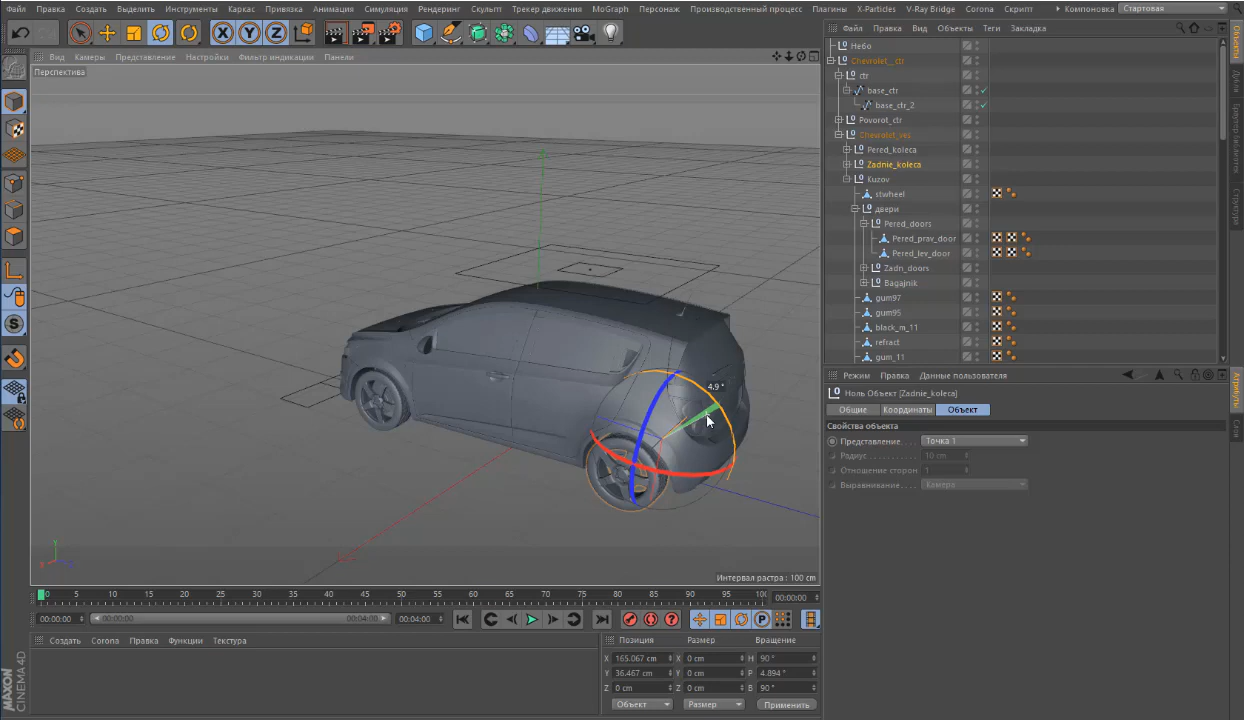 Файл Правка Создать Выделить Инструменты Каркас Привязка Анимация Симуляция Рендеринг Скульпт Трекер движения MoGraph Персонаж Производственный процесс Плагины X-Particles V-Ray Bridge Corona Скрипт Компоновка Стартовая
X Y Z
Файл Правка Вид Объекты Теги Закладка
Вид Камеры Отображение Настройки Фильтр индикации Панели
Перспектива
Небо
Chevrolet_ctr
ctr
base_ctr
base_ctr_2
Povorot_ctr
Chevrolet_ves
Pered_koleca
Zadnie_koleca
Kuzov
stwheel
двери
Pered_doors
Pered_prav_door
Pered_lev_door
Zadn_doors
Bagajnik
gum97
gum95
black_m_11
refract
gum_11
Объекты
Структура
4.9 °
Режим Правка Данные пользователя
Ноль Объект [Zadnie_koleca]
Общие Координаты Объект
Свойства объекта
Представление. Точка 1
Радиус 10 cm
Отношение сторон 1
Выравнивание. Камера
Атрибуты
Слои
Y
Интервал растра : 100 cm
0 5 10 15 20 25 30 35 40 45 50 55 60 65 70 75 80 85 90 95 00:00:00
00:00:00 00:00:00 00:04:00 00:04:00
Создать Corona Правка Функции Текстура
Позиция Размер Вращение
X 165.067 cm X 0 cm H 90 °
Y 36.467 cm Y 0 cm P 4.894 °
Z 0 cm Z 0 cm B 90 °
Объект Размер Применить
MAXON
CINEMA 4D